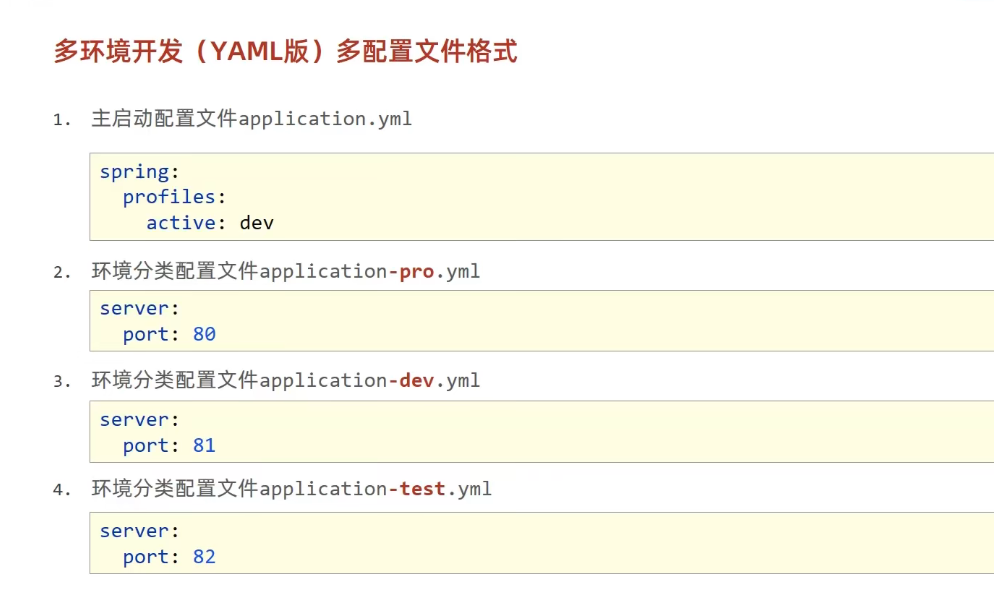 多环境开发（YAML版）多配置文件格式
1. 主启动配置文件application.yml
spring:
  profiles:
    active: dev
2. 环境分类配置文件application-pro.yml
server:
  port: 80
3. 环境分类配置文件application-dev.yml
server:
  port: 81
4. 环境分类配置文件application-test.yml
server:
  port: 82